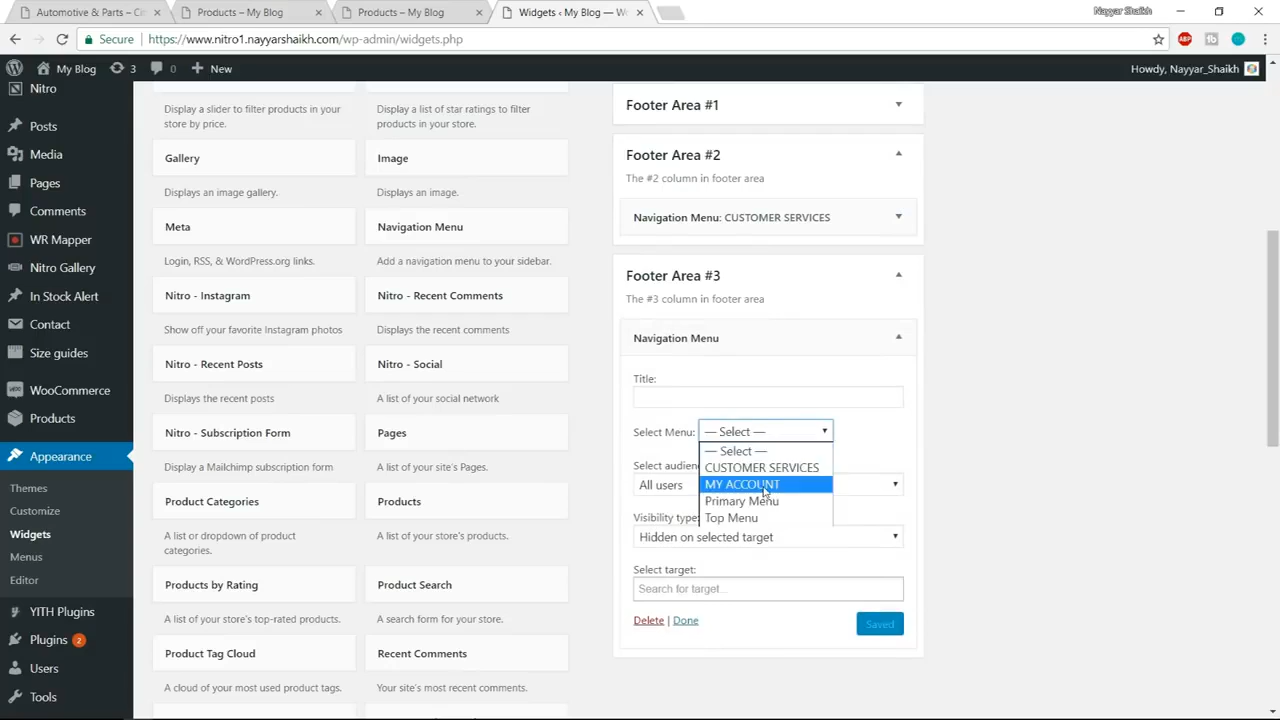 Automotive & Parts – Ci
Products – My Blog
Products – My Blog
Widgets ‹ My Blog — W
Nayyar Shaikh
Secure
https://www.nitro1.nayyarshaikh.com/wp-admin/widgets.php
ABP
My Blog
3
0
New
Howdy, Nayyar_Shaikh
Nitro
Posts
Media
Pages
Comments
WR Mapper
Nitro Gallery
In Stock Alert
Contact
Size guides
WooCommerce
Products
Appearance
Themes
Customize
Widgets
Menus
Editor
YITH Plugins
Plugins 2
Users
Tools
Display a slider to filter products in your
store by price.
Display a list of star ratings to filter
products in your store.
Gallery
Image
Displays an image gallery.
Displays an image.
Meta
Navigation Menu
Login, RSS, & WordPress.org links.
Add a navigation menu to your sidebar.
Nitro - Instagram
Nitro - Recent Comments
Show off your favorite Instagram photos
Displays the recent comments
Nitro - Recent Posts
Nitro - Social
Displays the recent posts
A list of your social network
Nitro - Subscription Form
Pages
Display a Mailchimp subscription form
A list of your site's Pages.
Product Categories
Products
A list or dropdown of product
categories.
A list of your store's products.
Products by Rating
Product Search
A list of your store's top-rated products.
A search form for your store.
Product Tag Cloud
Recent Comments
A cloud of your most used product tags.
Your site's most recent comments.
Footer Area #1
Footer Area #2
The #2 column in footer area
Navigation Menu: CUSTOMER SERVICES
Footer Area #3
The #3 column in footer area
Navigation Menu
Title:
Select Menu:
— Select —
— Select —
CUSTOMER SERVICES
MY ACCOUNT
Primary Menu
Top Menu
Select audien
All users
Visibility type:
Hidden on selected target
Select target:
Search for target...
Delete | Done
Saved